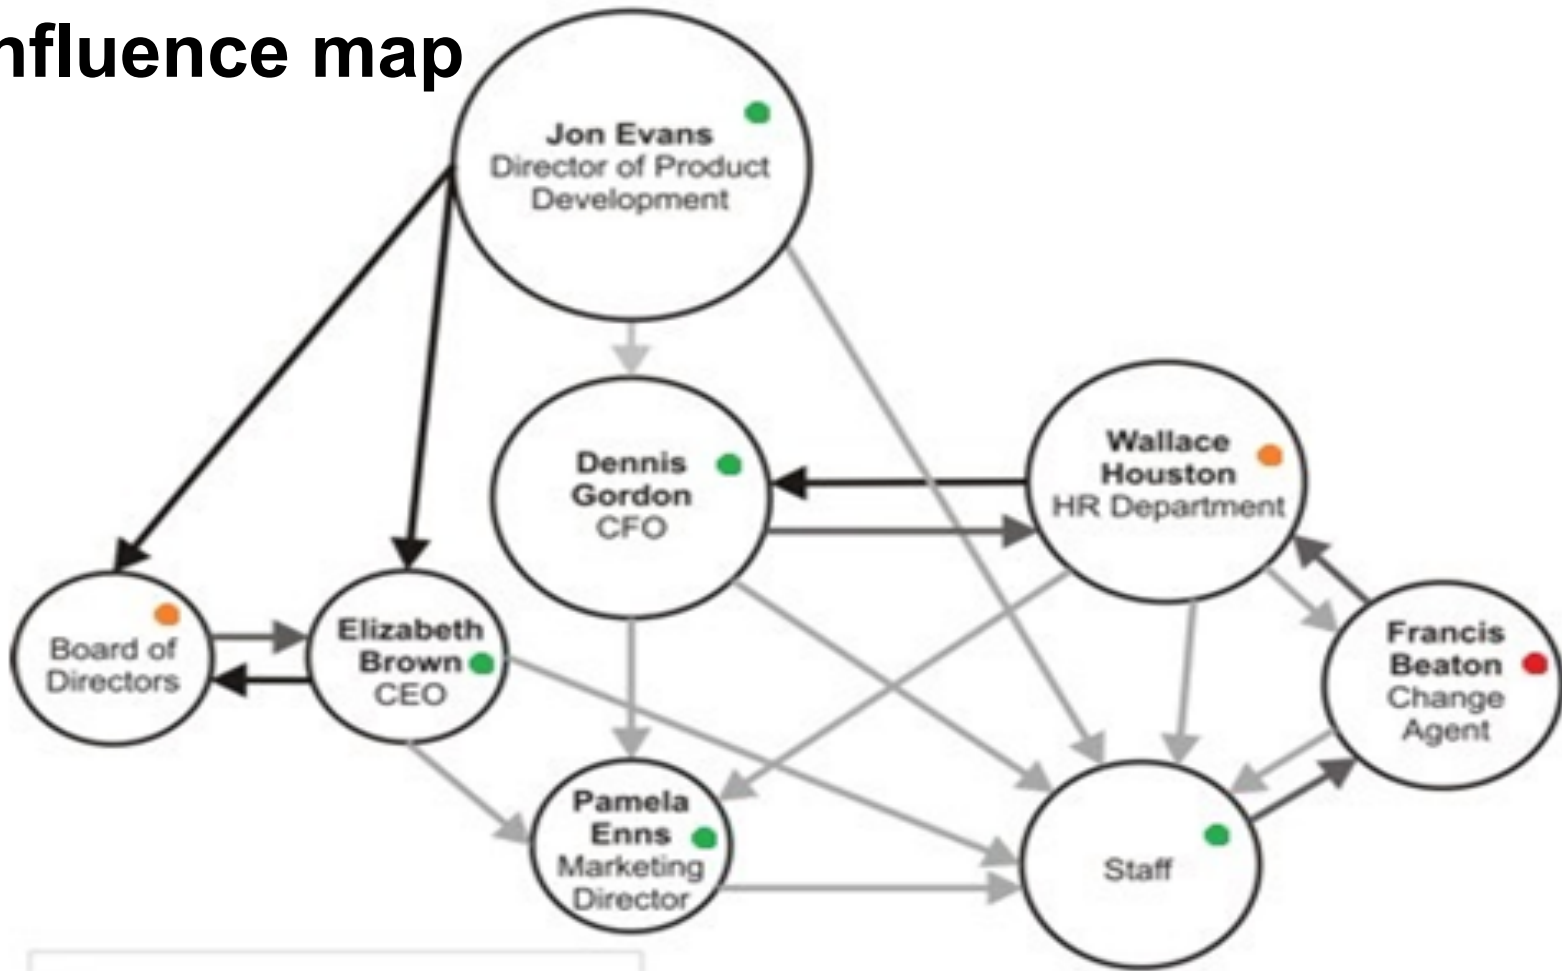 nfluence map
Jon Evans
Director of Product
Development
Dennis
Gordon
CFO
Wallace
Houston
HR Department
Board of
Directors
Elizabeth
Brown
CEO
Francis
Beaton
Change
Agent
Pamela
Enns
Marketing
Director
Staff